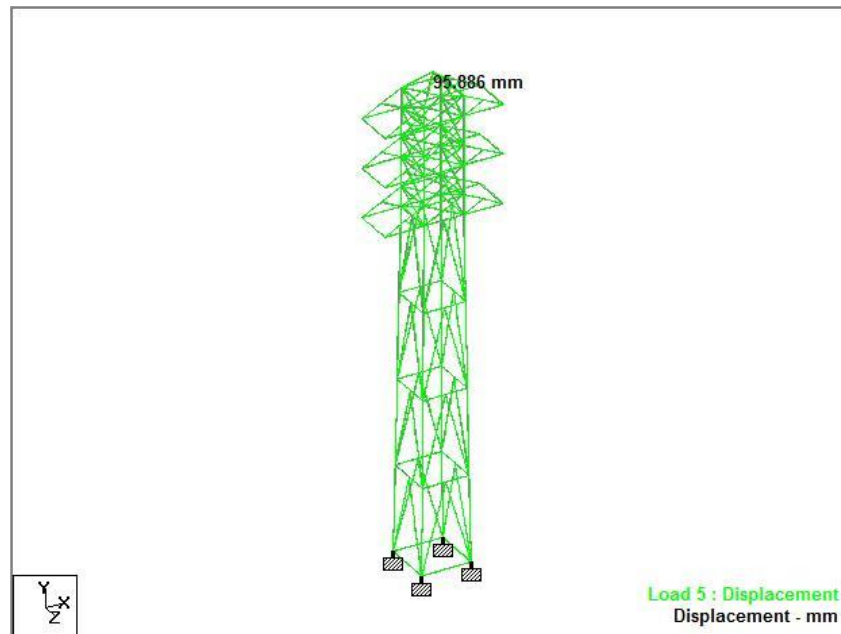 95.886 mm
Y
X
Z
Load 5 : Displacement
Displacement - mm